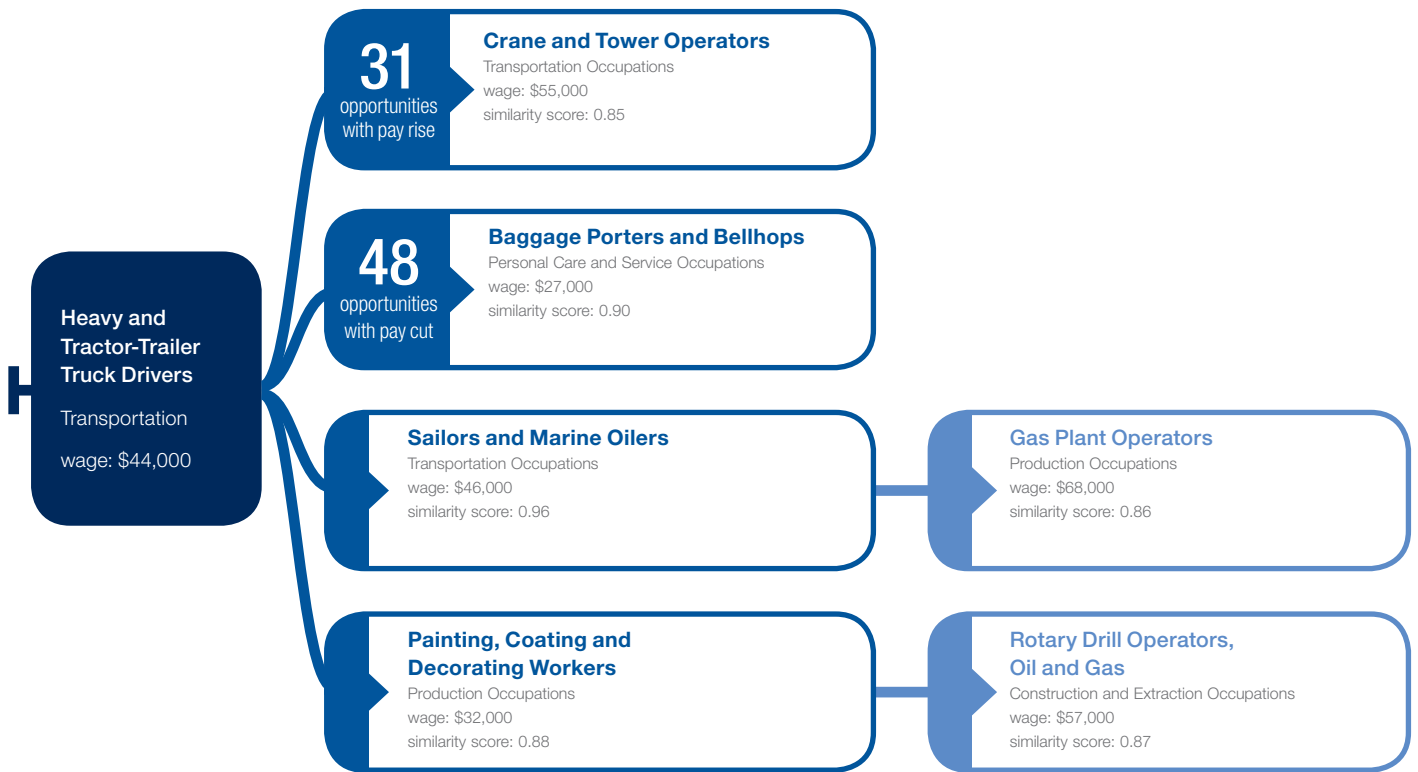 Heavy and
Tractor-Trailer
Truck Drivers
Transportation
wage: $44,000
31
opportunities
with pay rise
Crane and Tower Operators
Transportation Occupations
wage: $55,000
similarity score: 0.85
48
opportunities
with pay cut
Baggage Porters and Bellhops
Personal Care and Service Occupations
wage: $27,000
similarity score: 0.90
Sailors and Marine Oilers
Transportation Occupations
wage: $46,000
similarity score: 0.96
Gas Plant Operators
Production Occupations
wage: $68,000
similarity score: 0.86
Painting, Coating and
Decorating Workers
Production Occupations
wage: $32,000
similarity score: 0.88
Rotary Drill Operators,
Oil and Gas
Construction and Extraction Occupations
wage: $57,000
similarity score: 0.87